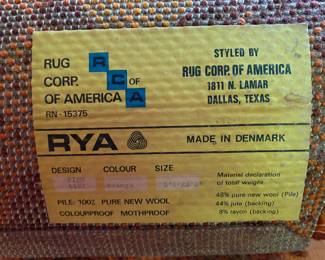 RUG
CORP. OF
OF AMERICA
R
C
A
RN-15375
STYLED BY
RUG CORP. OF AMERICA
1811 N. LAMAR
DALLAS, TEXAS
RYA
MADE IN DENMARK
DESIGN COLOUR SIZE
PILE: 100% PURE NEW WOOL
COLOURPROOF MOTHPROOF
Material declaration
of total weight.
48% pure new wool (Pile)
44% jute (backing)
8% rayon (backing)